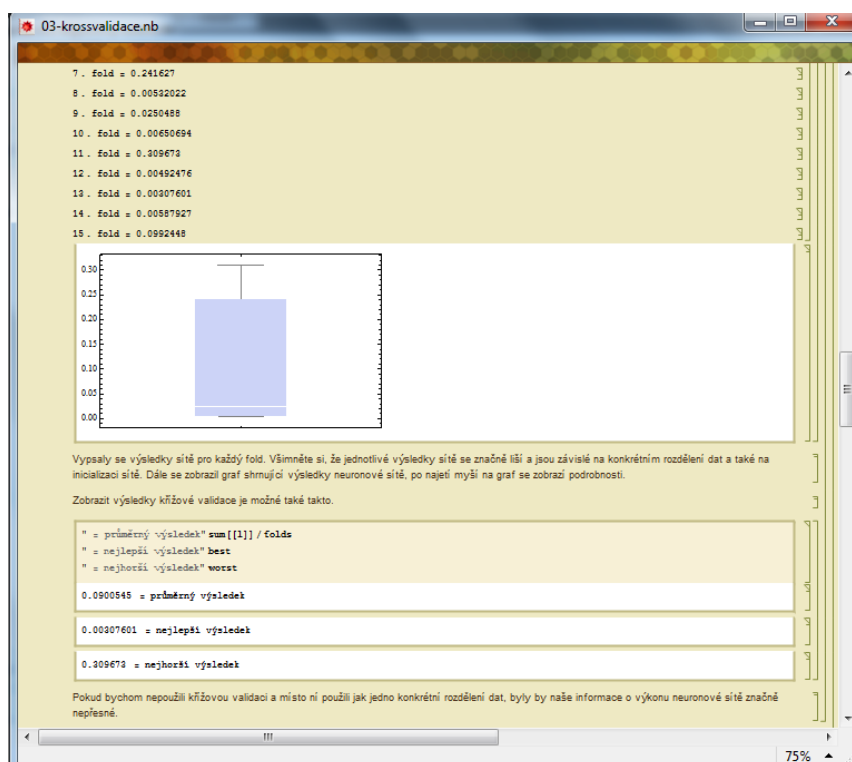 03-krossvalidace.nb
7. fold = 0.241627
8. fold = 0.00532022
9. fold = 0.0250488
10. fold = 0.00650694
11. fold = 0.309673
12. fold = 0.00492476
13. fold = 0.00307601
14. fold = 0.00587927
15. fold = 0.0992448
0.30
0.25
0.20
0.15
0.10
0.05
0.00
Vypsaly se výsledky sítě pro každý fold. Všimněte si, že jednotlivé výsledky sítě se značně liší a jsou závislé na konkrétním rozdělení dat a také na
inicializaci sítě. Dále se zobrazil graf shrnující výsledky neuronové sítě, po najetí myší na graf se zobrazí podrobnosti.
Zobrazit výsledky křížové validace je možné také takto.
" = průměrný výsledek" sum[[1]] / folds
" = nejlepší výsledek" best
" = nejhorší výsledek" worst
0.0900545 = průměrný výsledek
0.00307601 = nejlepší výsledek
0.309673 = nejhorší výsledek
Pokud bychom nepoužili křížovou validaci a místo ní použili jak jedno konkrétní rozdělení dat, byly by naše informace o výkonu neuronové sítě značně
nepřesné.
75%